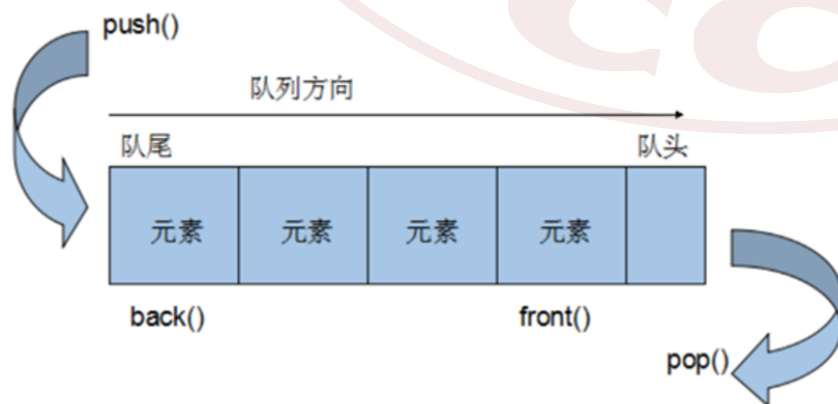 push()
队列方向
队尾 队头
元素 元素 元素 元素
back() front()
pop()